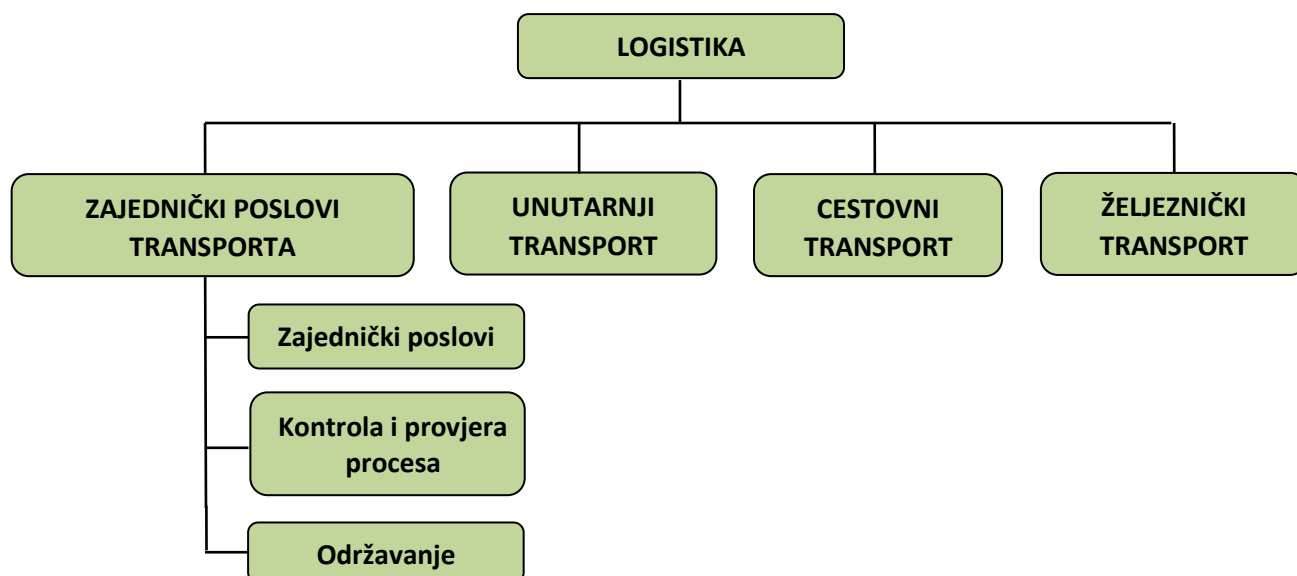 LOGISTIKA
ZAJEDNIČKI POSLOVI
TRANSPORTA
UNUTARNJI
TRANSPORT
CESTOVNI
TRANSPORT
ŽELJEZNIČKI
TRANSPORT
Zajednički poslovi
Kontrola i provjera
procesa
Održavanje